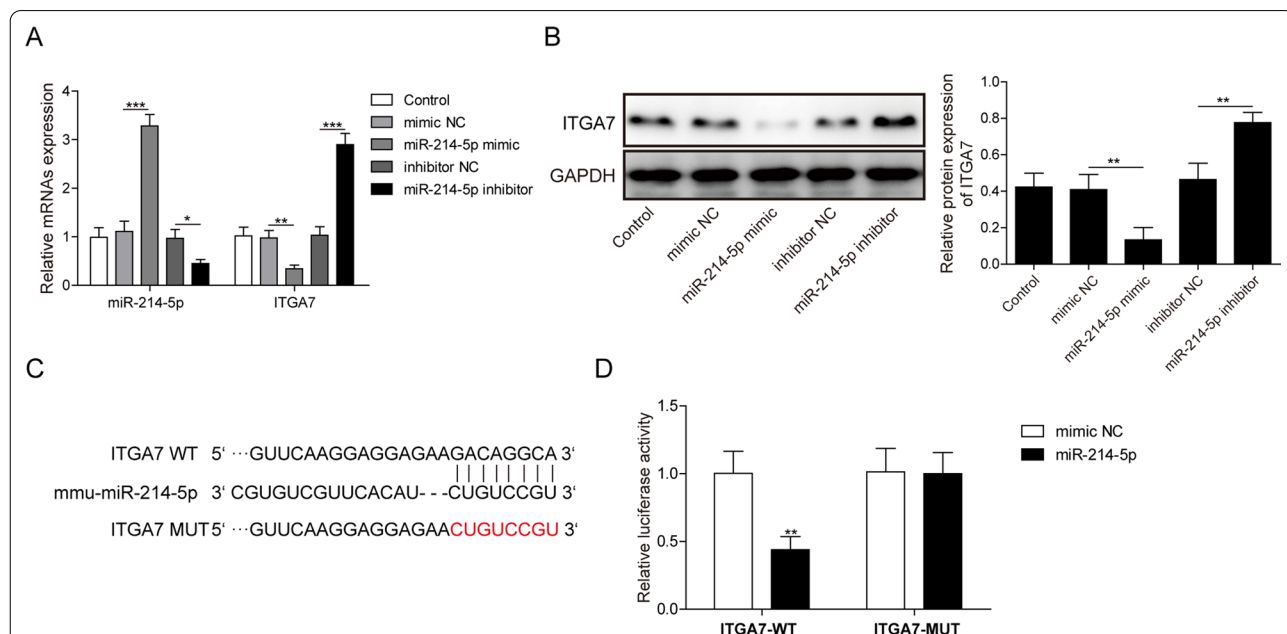 A
Relative mRNAs expression
4
3
2
1
0
***
*
**
***
miR-214-5p
ITGA7
Control
mimic NC
miR-214-5p mimic
inhibitor NC
miR-214-5p inhibitor
B
ITGA7
GAPDH
Control
mimic NC
miR-214-5p mimic
inhibitor NC
miR-214-5p inhibitor
Relative protein expression
of ITGA7
1.0
0.8
0.6
0.4
0.2
0.0
**
**
Control
mimic NC
miR-214-5p mimic
inhibitor NC
miR-214-5p inhibitor
C
ITGA7 WT 5‘ ···GUUCAAGGAGGAGAAGACAGGCA 3‘
mmu-miR-214-5p 3‘ CGUGUCGUUCACAU---CUGUCCGU 5‘
ITGA7 MUT 5‘ ···GUUCAAGGAGGAGAACUGUCCGU 3‘
D
Relative luciferase activity
1.5
1.0
0.5
0.0
**
ITGA7-WT
ITGA7-MUT
mimic NC
miR-214-5p